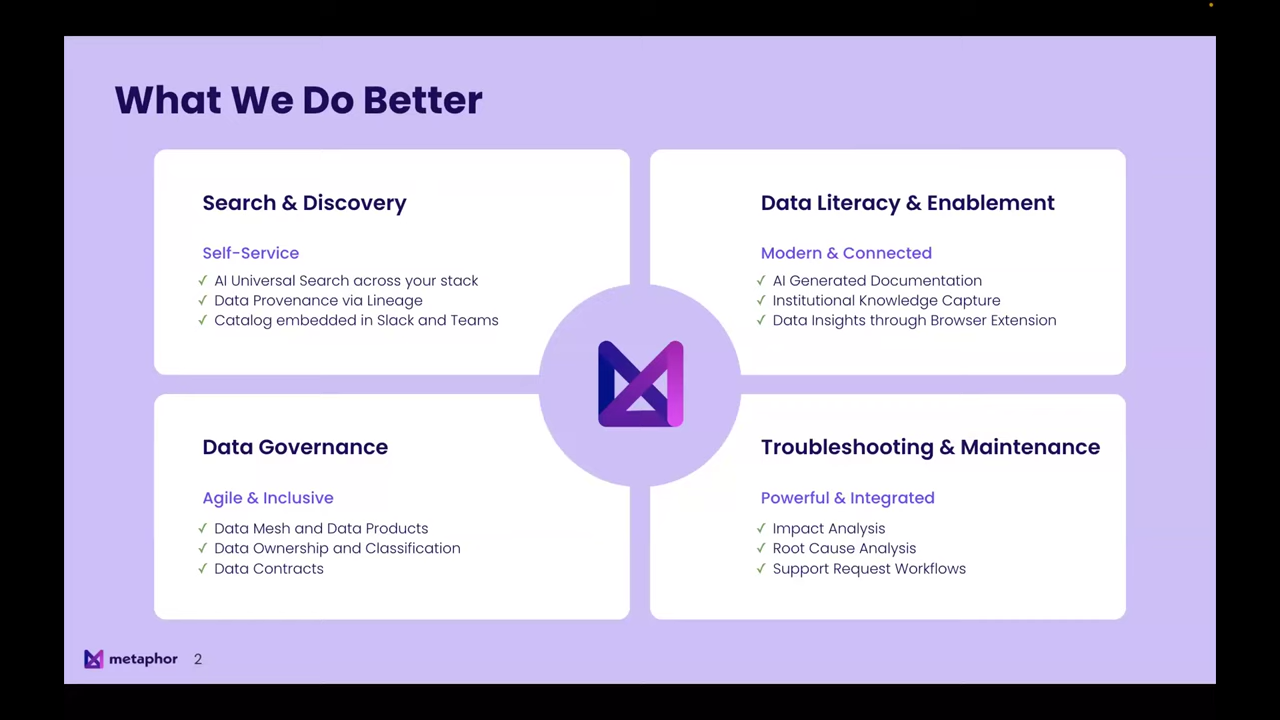 What We Do Better
Search & Discovery
Self-Service
✓ AI Universal Search across your stack
✓ Data Provenance via Lineage
✓ Catalog embedded in Slack and Teams
Data Literacy & Enablement
Modern & Connected
✓ AI Generated Documentation
✓ Institutional Knowledge Capture
✓ Data Insights through Browser Extension
Data Governance
Agile & Inclusive
✓ Data Mesh and Data Products
✓ Data Ownership and Classification
✓ Data Contracts
Troubleshooting & Maintenance
Powerful & Integrated
✓ Impact Analysis
✓ Root Cause Analysis
✓ Support Request Workflows
metaphor 2